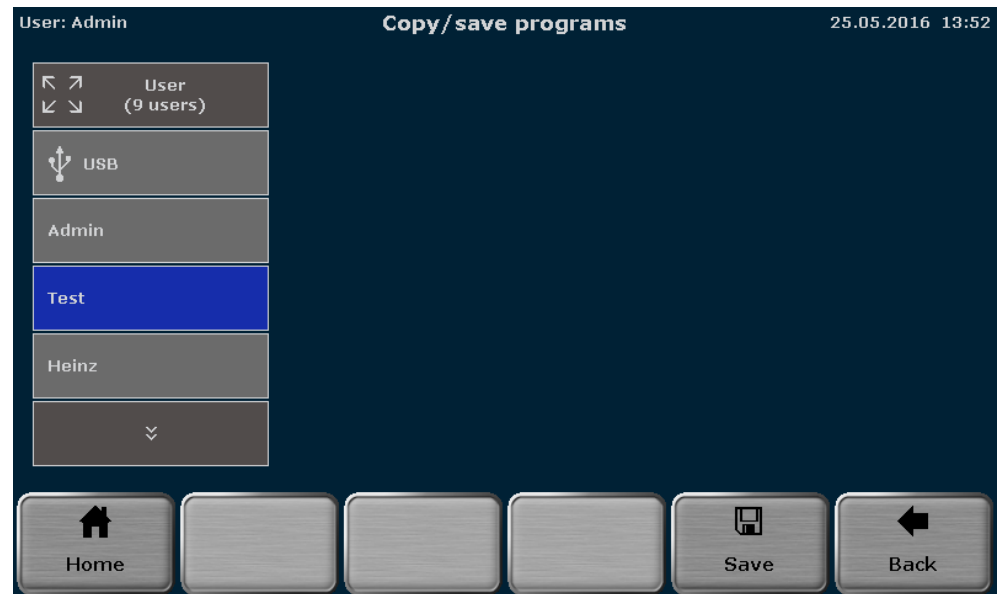 User: Admin
Copy/save programs
25.05.2016 13:52
User
(9 users)
USB
Admin
Test
Heinz
Home
Save
Back